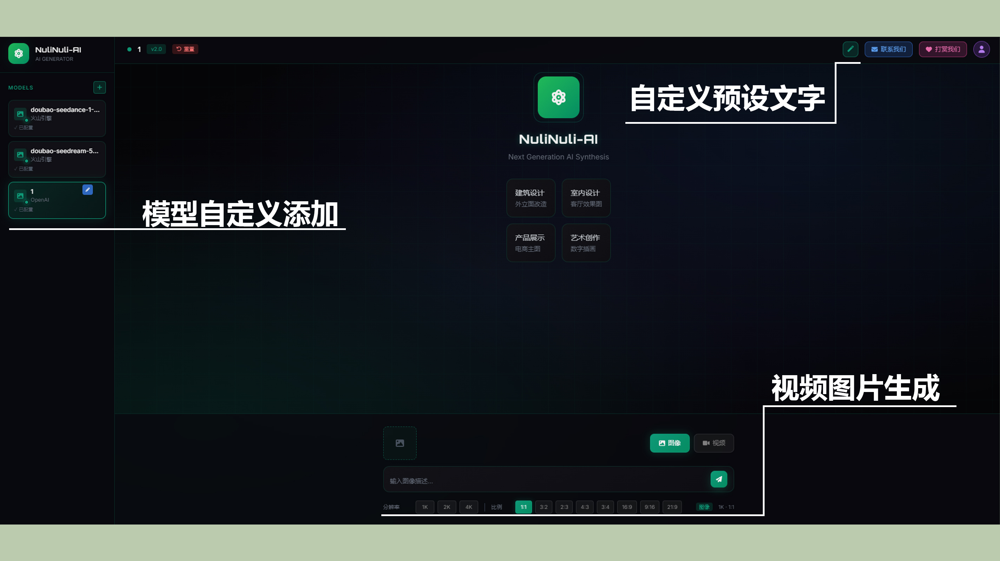 NuliNuli-AI
AI GENERATOR
1 v2.0 重置
联系我们 打赏我们
MODELS
doubao-seedance-1-...
火山引擎
✓ 已配置
doubao-seedream-5...
火山引擎
✓ 已配置
1
OpenAI
✓ 已配置
模型自定义添加
自定义预设文字
NuliNuli-AI
Next Generation AI Synthesis
建筑设计
外立面改造
室内设计
客厅效果图
产品展示
电商主图
艺术创作
数字插画
视频图片生成
图像 视频
输入图像描述...
分辨率 1K 2K 4K 比例 1:1 3:2 2:3 4:3 3:4 16:9 9:16 21:9 图像 1K · 1:1